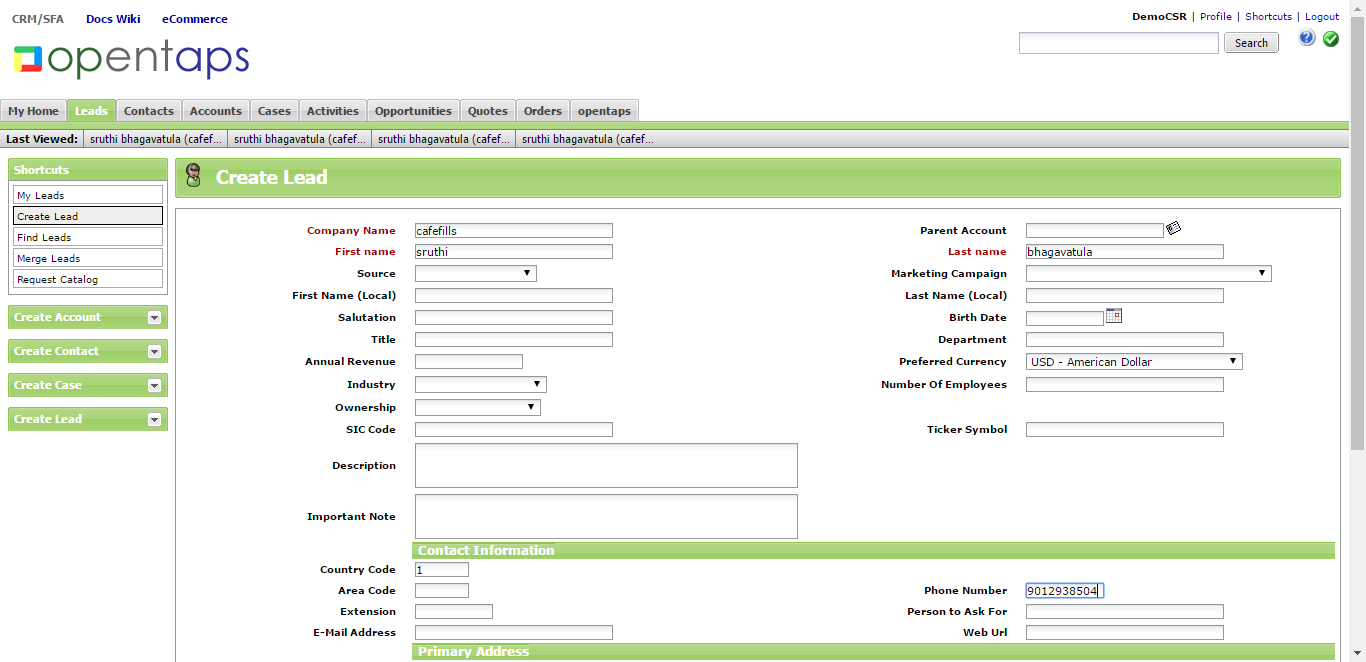 CRM/SFA Docs Wiki eCommerce
DemoCSR | Profile | Shortcuts | Logout
opentaps
Search
My Home Leads Contacts Accounts Cases Activities Opportunities Quotes Orders opentaps
Last Viewed: sruthi bhagavatula (cafef... sruthi bhagavatula (cafef... sruthi bhagavatula (cafef... sruthi bhagavatula (cafef...
Shortcuts
My Leads
Create Lead
Find Leads
Merge Leads
Request Catalog
Create Account
Create Contact
Create Case
Create Lead
Create Lead
Company Name cafefills Parent Account
First name sruthi Last name bhagavatula
Source Marketing Campaign
First Name (Local) Last Name (Local)
Salutation Birth Date
Title Department
Annual Revenue Preferred Currency USD - American Dollar
Industry Number Of Employees
Ownership
SIC Code Ticker Symbol
Description
Important Note
Contact Information
Country Code 1
Area Code Phone Number 9012938504
Extension Person to Ask For
E-Mail Address Web Url
Primary Address